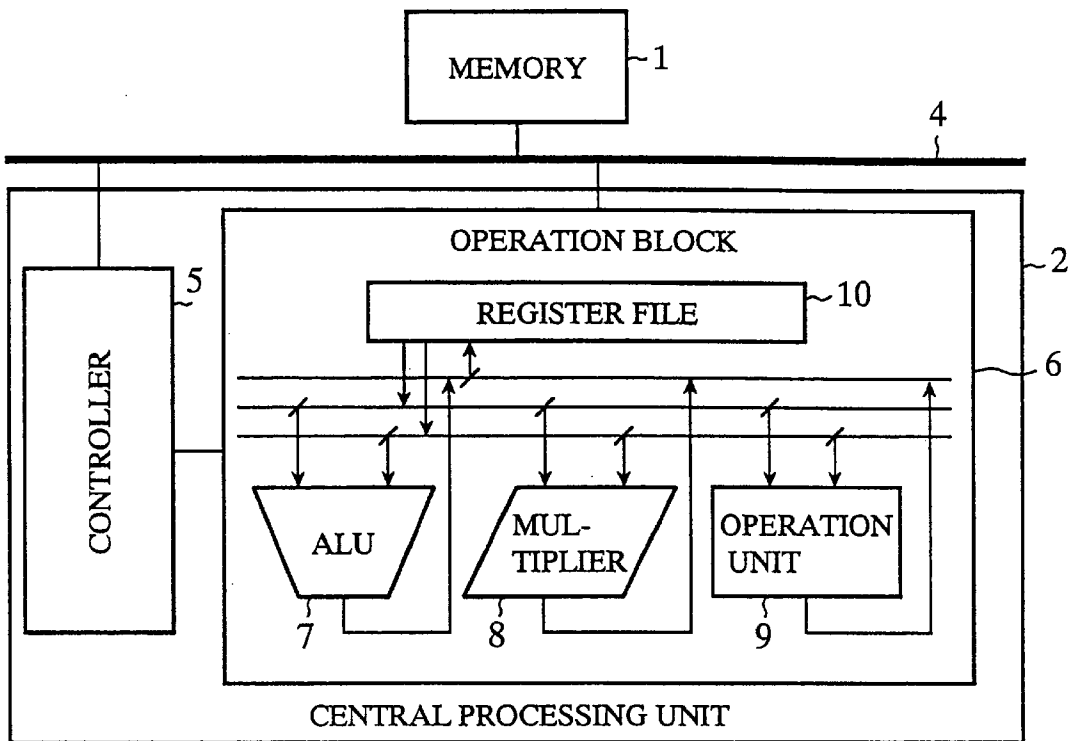 MEMORY
1
4
OPERATION BLOCK
2
5
REGISTER FILE
10
6
CONTROLLER
ALU
MUL-
TIPLIER
OPERATION
UNIT
7
8
9
CENTRAL PROCESSING UNIT